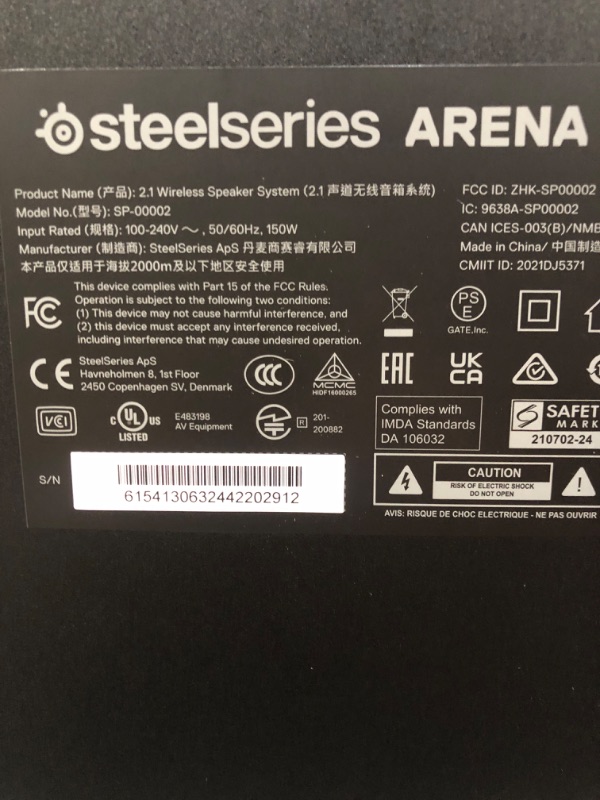 steelseries ARENA
Product Name (产品): 2.1 Wireless Speaker System (2.1 声道无线音箱系统)
Model No.(型号): SP-00002
Input Rated (规格): 100-240V ～, 50/60Hz, 150W
Manufacturer (制造商): SteelSeries ApS 丹麦商赛睿有限公司
本产品仅适用于海拔2000m及以下地区安全使用
FCC ID: ZHK-SP00002
IC: 9638A-SP00002
CAN ICES-003(B)/NMB
Made in China/ 中国制造
CMIIT ID: 2021DJ5371
FC
This device complies with Part 15 of the FCC Rules.
Operation is subject to the following two conditions:
(1) This device may not cause harmful interference, and
(2) this device must accept any interference received,
including interference that may cause undesired operation.
PS
E
GATE.Inc.
CE
SteelSeries ApS
Havneholmen 8, 1st Floor
2450 Copenhagen SV, Denmark
CCC
MCMC
HIDF16000265
EAC
UK
CA
VCI
c UL US
LISTED
E483198
AV Equipment
R
201-
200882
Complies with
IMDA Standards
DA 106032
SAFET
MARK
210702-24
S/N
6154130632442202912
CAUTION
RISK OF ELECTRIC SHOCK
DO NOT OPEN
AVIS: RISQUE DE CHOC ELECTRIQUE - NE PAS OUVRIR